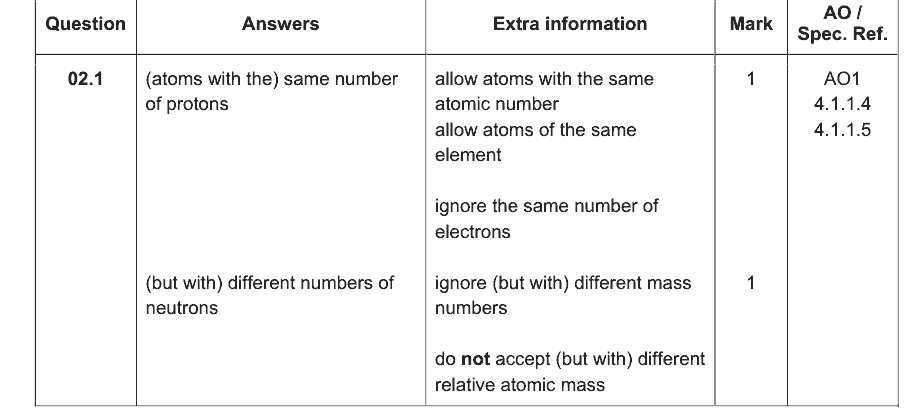 Question Answers Extra information Mark AO /
Spec. Ref.
02.1 (atoms with the) same number
of protons
allow atoms with the same
atomic number
allow atoms of the same
element
ignore the same number of
electrons
1
AO1
4.1.1.4
4.1.1.5
(but with) different numbers of
neutrons
ignore (but with) different mass
numbers
do not accept (but with) different
relative atomic mass
1